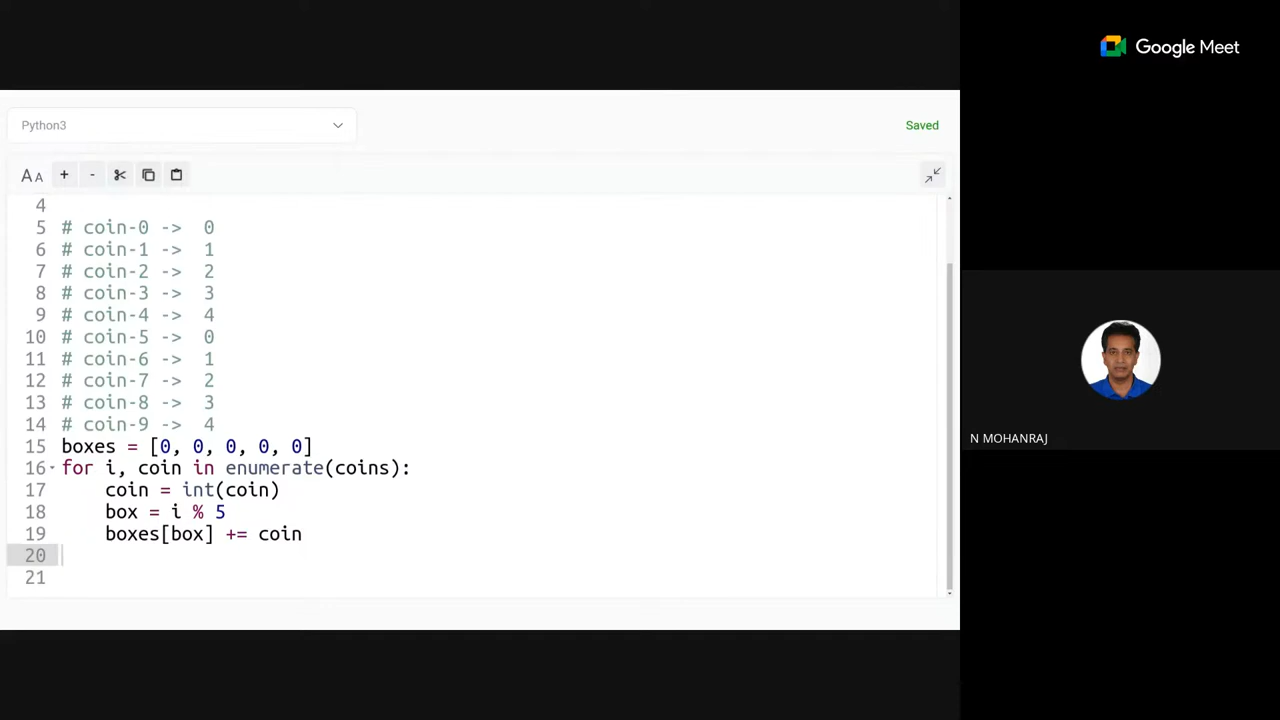 Google Meet
Python3
Saved
AA + -
4
5 # coin-0 -> 0
6 # coin-1 -> 1
7 # coin-2 -> 2
8 # coin-3 -> 3
9 # coin-4 -> 4
10 # coin-5 -> 0
11 # coin-6 -> 1
12 # coin-7 -> 2
13 # coin-8 -> 3
14 # coin-9 -> 4
15 boxes = [0, 0, 0, 0, 0]
16 for i, coin in enumerate(coins):
17     coin = int(coin)
18     box = i % 5
19     boxes[box] += coin
20
21
N MOHANRAJ